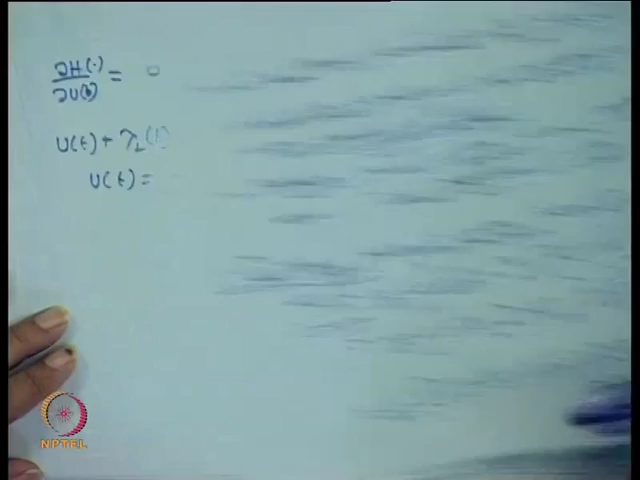 ∂H(·)/∂U(t) = 0
U(t) + λ₂(t)
U(t) =
NPTEL